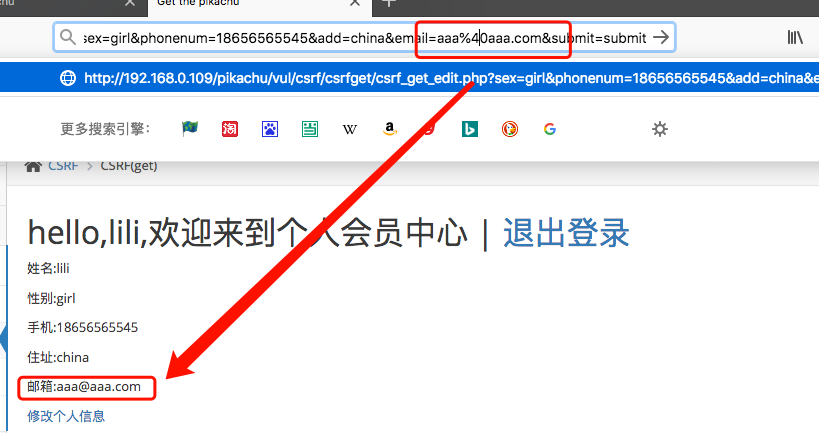 Get the pikachu
sex=girl&phonenum=18656565545&add=china&email=aaa%40aaa.com&submit=submit
http://192.168.0.109/pikachu/vul/csrf/csrfget/csrf_get_edit.php?sex=girl&phonenum=18656565545&add=china&e
更多搜索引擎:
CSRF > CSRF(get)
hello,lili,欢迎来到个人会员中心 | 退出登录
姓名:lili
性别:girl
手机:18656565545
住址:china
邮箱:aaa@aaa.com
修改个人信息